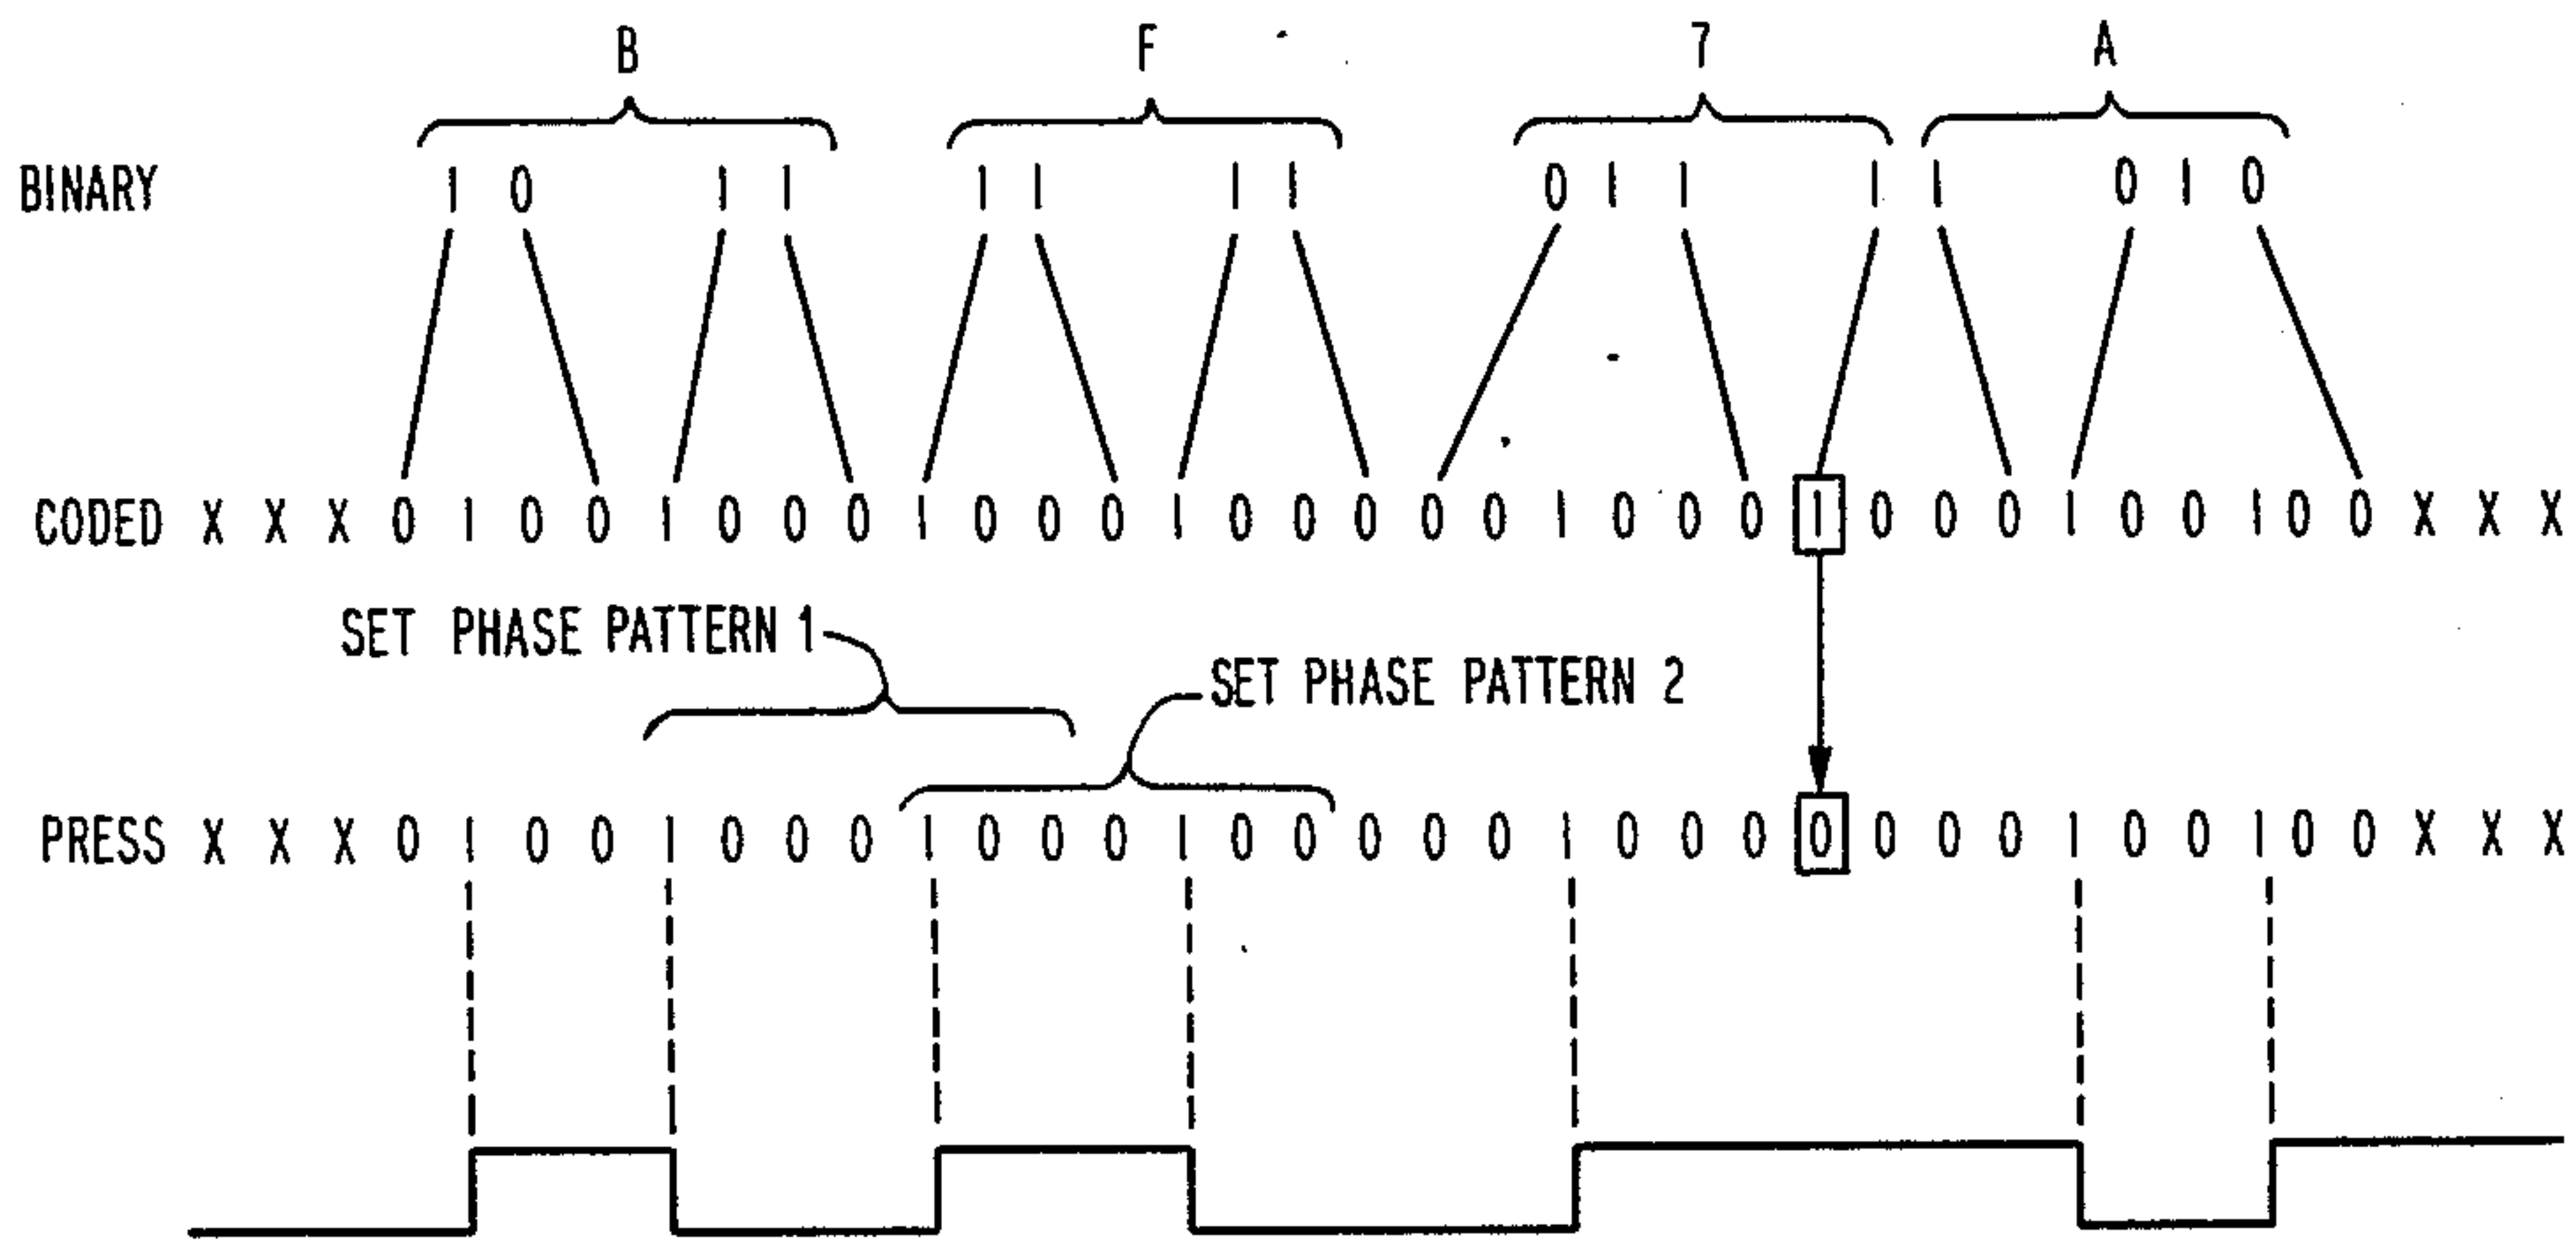 B F 7 A
BINARY 1 0 1 1 1 1 1 1 0 1 1 1 1 0 1 0
CODED X X X 0 1 0 0 1 0 0 0 1 0 0 0 1 0 0 0 0 0 1 0 0 0 1 0 0 0 1 0 0 1 0 0 X X X
SET PHASE PATTERN 1
SET PHASE PATTERN 2
PRESS X X X 0 1 0 0 1 0 0 0 1 0 0 0 1 0 0 0 0 0 1 0 0 0 0 0 0 0 1 0 0 1 0 0 X X X